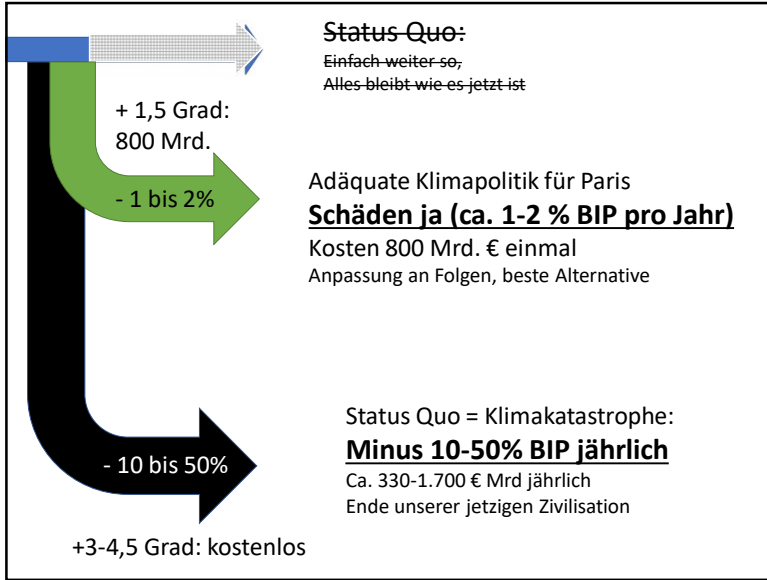 Status Quo:
Einfach weiter so,
Alles bleibt wie es jetzt ist
+ 1,5 Grad:
800 Mrd.
- 1 bis 2%
Adäquate Klimapolitik für Paris
Schäden ja (ca. 1-2 % BIP pro Jahr)
Kosten 800 Mrd. € einmal
Anpassung an Folgen, beste Alternative
Status Quo = Klimakatastrophe:
Minus 10-50% BIP jährlich
Ca. 330-1.700 € Mrd jährlich
Ende unserer jetzigen Zivilisation
- 10 bis 50%
+3-4,5 Grad: kostenlos